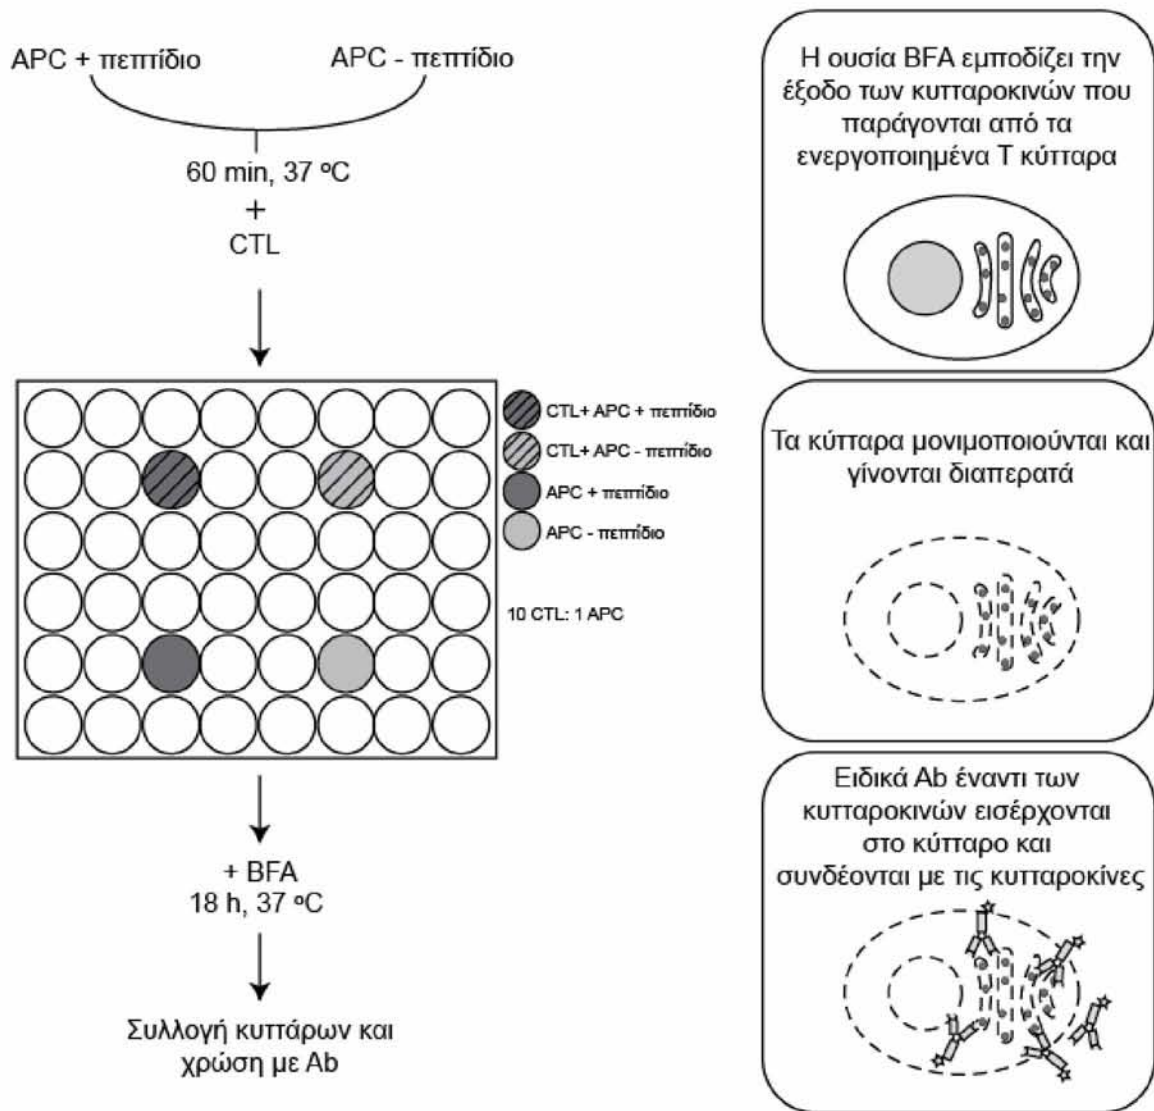 APC + πεπτίδιο
APC - πεπτίδιο
60 min, 37 ºC
+
CTL
CTL+ APC + πεπτίδιο
CTL+ APC - πεπτίδιο
APC + πεπτίδιο
APC - πεπτίδιο
10 CTL: 1 APC
+ BFA
18 h, 37 ºC
Συλλογή κυττάρων και
χρώση με Ab
Η ουσία BFA εμποδίζει την
έξοδο των κυτταροκινών που
παράγονται από τα
ενεργοποιημένα Τ κύτταρα
Τα κύτταρα μονιμοποιούνται και
γίνονται διαπερατά
Ειδικά Ab έναντι των
κυτταροκινών εισέρχονται
στο κύτταρο και
συνδέονται με τις κυτταροκίνες